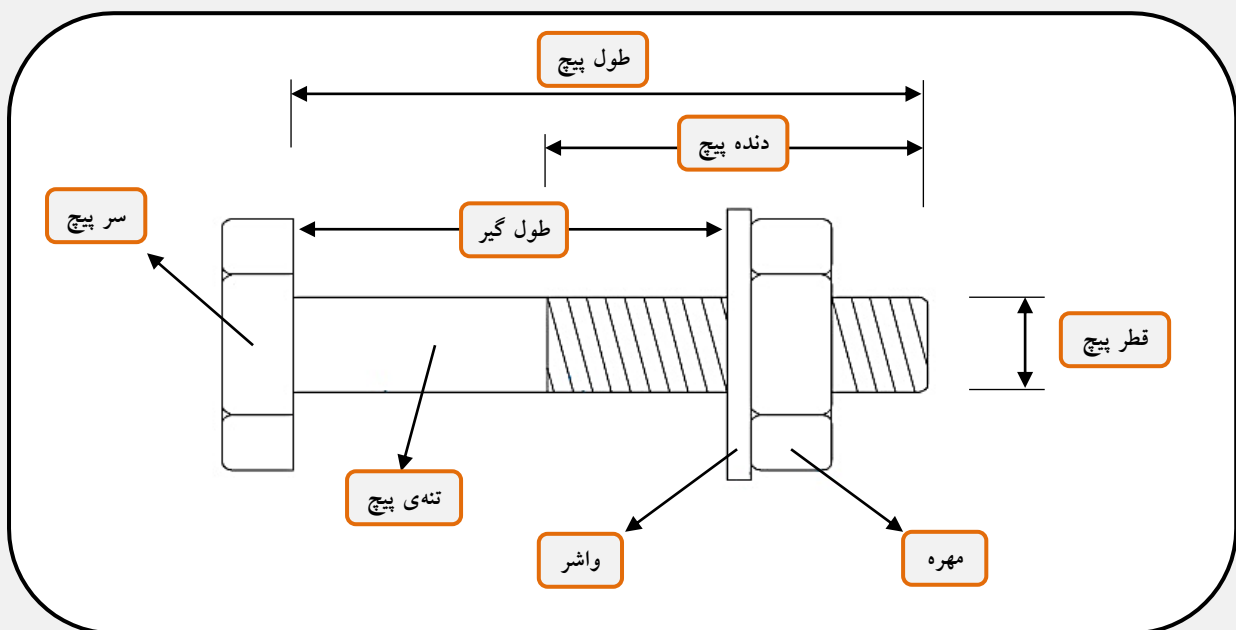 طول پیچ
دنده پیچ
سر پیچ
طول گیر
قطر پیچ
تنه‌ی پیچ
واشر
مهره